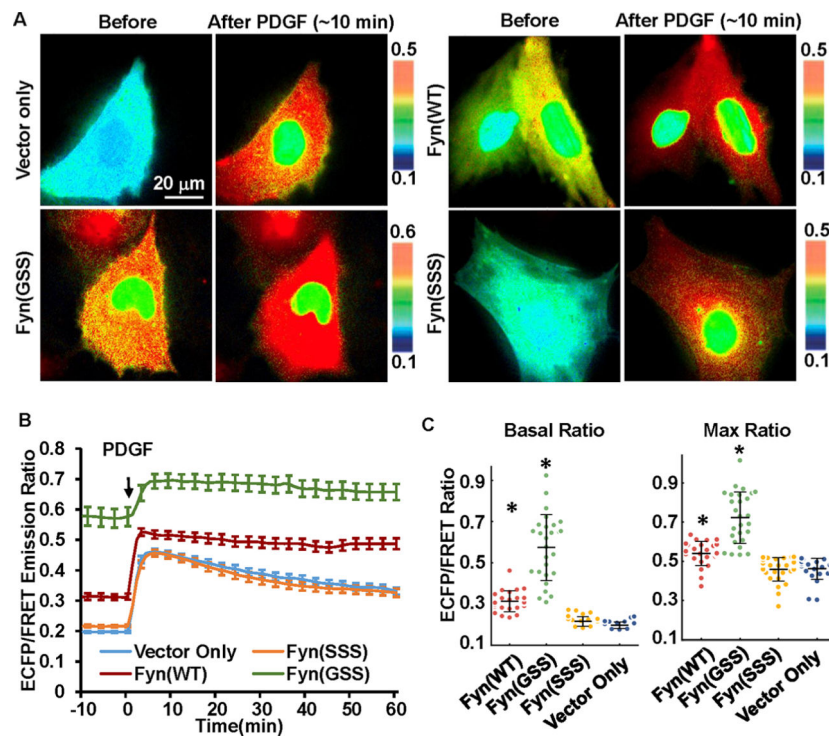 A
Before
After PDGF (~10 min)
Before
After PDGF (~10 min)
Vector only
20 μm
0.5
0.1
Fyn(WT)
0.5
0.1
Fyn(GSS)
0.6
0.1
Fyn(SSS)
0.5
0.1
B
PDGF
ECFP/FRET Emission Ratio
0.8
0.7
0.6
0.5
0.4
0.3
0.2
0.1
0
Vector Only
Fyn(SSS)
Fyn(WT)
Fyn(GSS)
-10 0 10 20 30 40 50 60
Time(min)
C
Basal Ratio
Max Ratio
ECFP/FRET Ratio
0.9
0.7
0.5
0.3
0.1
* *
Fyn(WT)
Fyn(GSS)
Fyn(SSS)
Vector Only
0.9
0.7
0.5
0.3
0.1
* *
Fyn(WT)
Fyn(GSS)
Fyn(SSS)
Vector Only